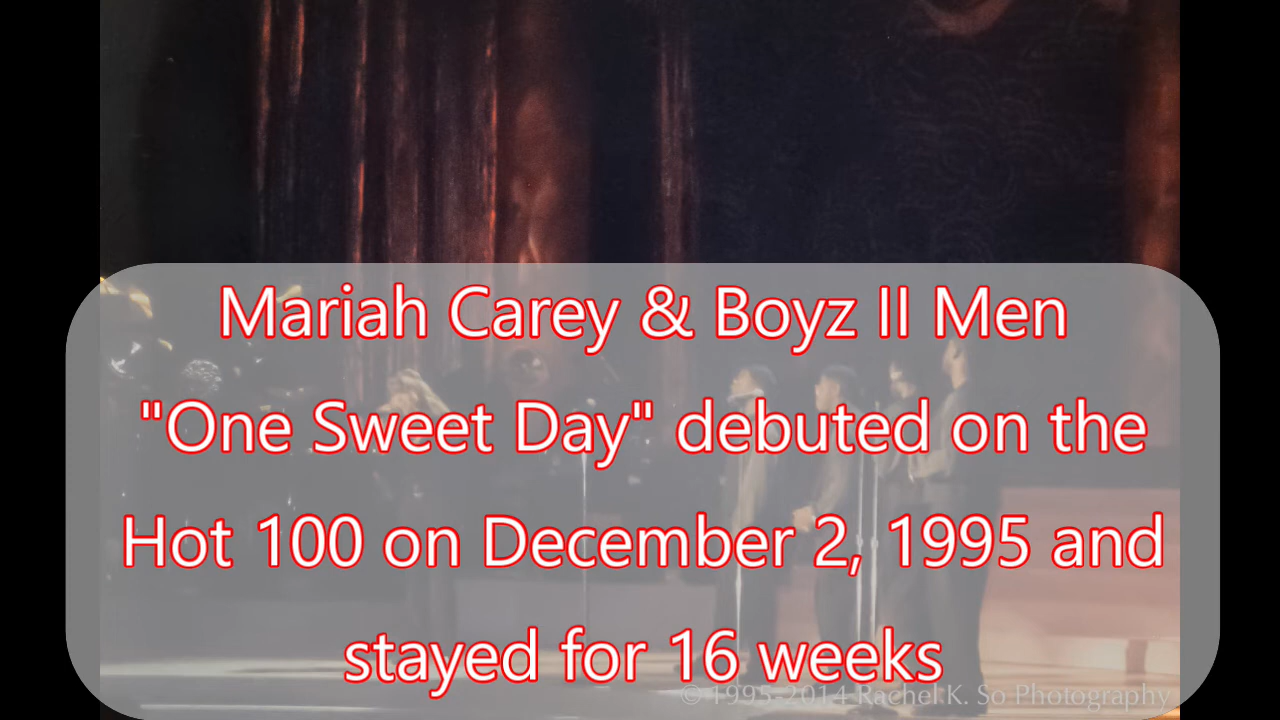 Mariah Carey & Boyz II Men
"One Sweet Day" debuted on the
Hot 100 on December 2, 1995 and
stayed for 16 weeks
© 1995-2014 Rachel K. So Photography